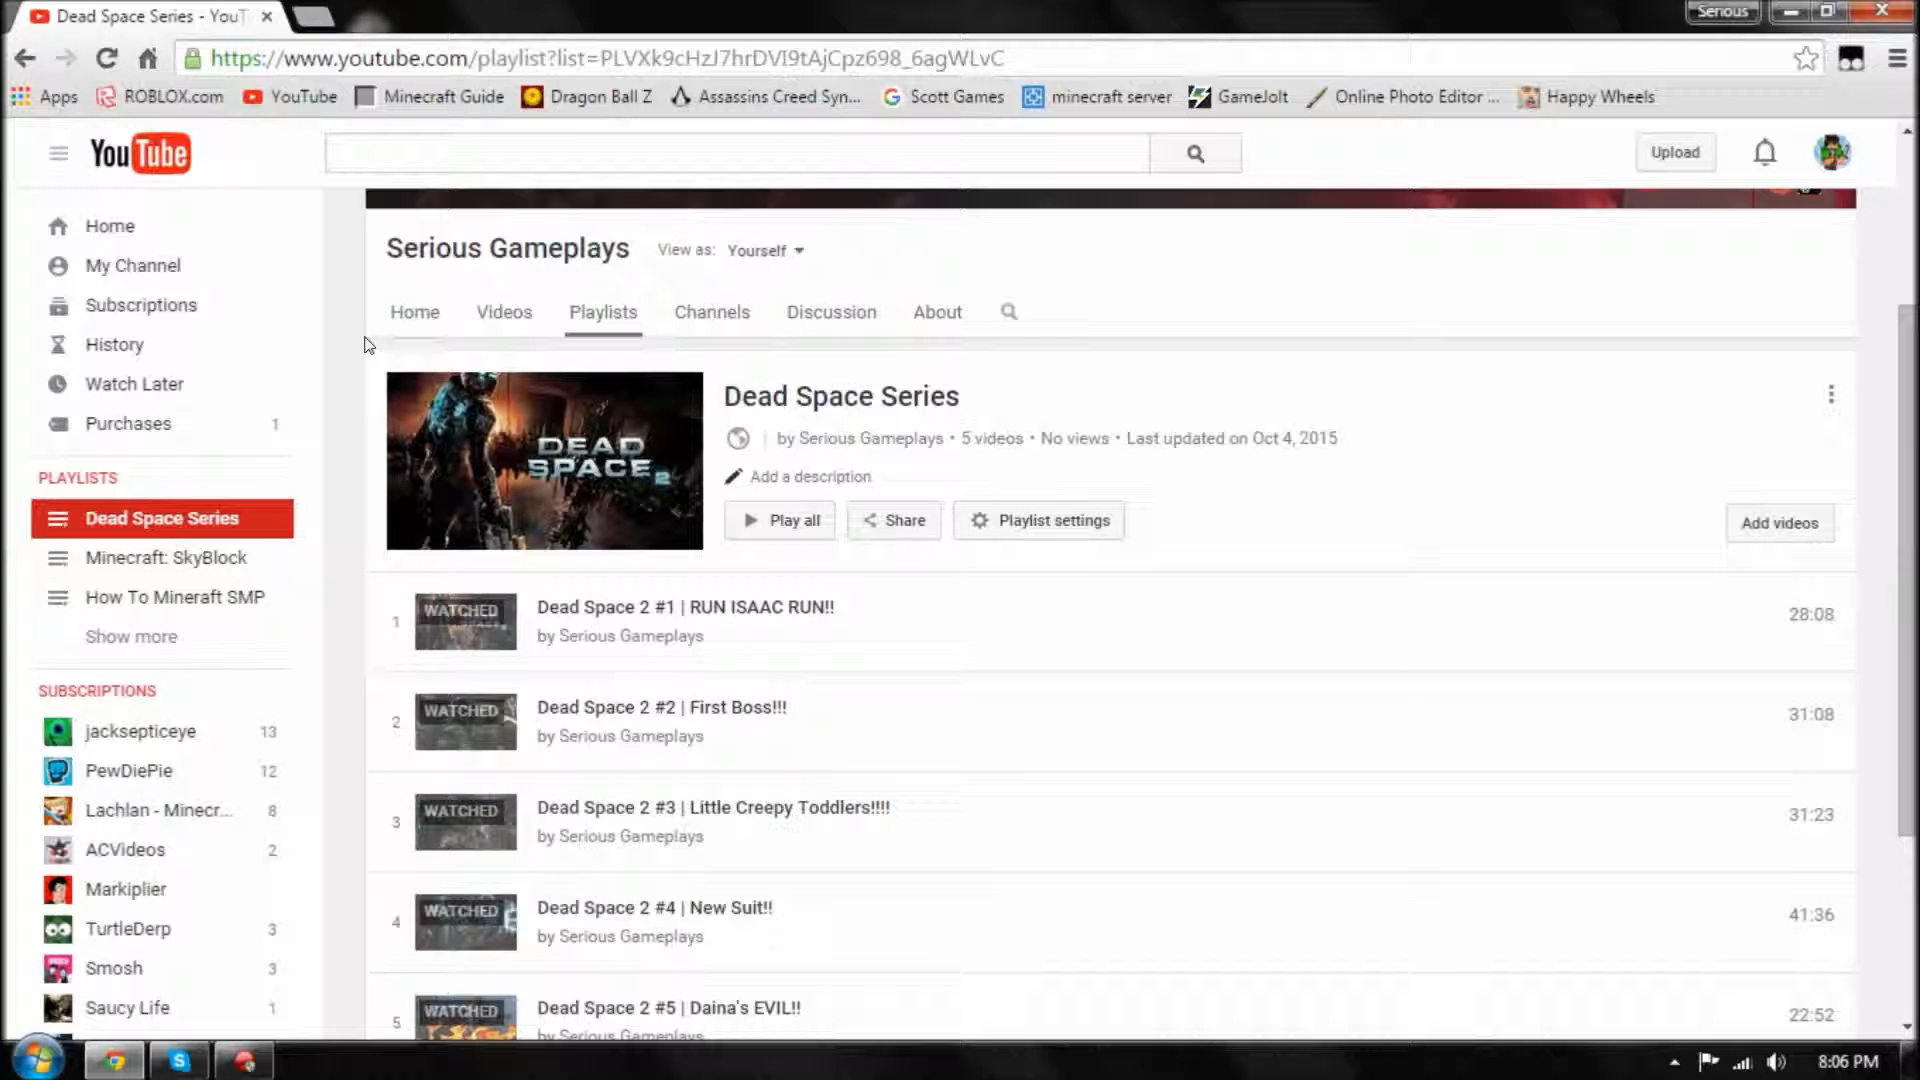 Dead Space Series - YouT
Serious
https://www.youtube.com/playlist?list=PLVXk9cHzJ7hrDVI9tAjCpz698_6agWLvC
Apps ROBLOX.com YouTube Minecraft Guide Dragon Ball Z Assassins Creed Syn... Scott Games minecraft server GameJolt Online Photo Editor ... Happy Wheels
YouTube
Upload
Home
My Channel
Subscriptions
History
Watch Later
Purchases 1
PLAYLISTS
Dead Space Series
Minecraft: SkyBlock
How To Mineraft SMP
Show more
SUBSCRIPTIONS
jacksepticeye 13
PewDiePie 12
Lachlan - Minecr... 8
ACVideos 2
Markiplier
TurtleDerp 3
Smosh 3
Saucy Life 1
Serious Gameplays View as: Yourself
Home Videos Playlists Channels Discussion About
DEAD
SPACE 2
Dead Space Series
by Serious Gameplays • 5 videos • No views • Last updated on Oct 4, 2015
Add a description
Play all Share Playlist settings
Add videos
1 WATCHED Dead Space 2 #1 | RUN ISAAC RUN!! 28:08
by Serious Gameplays
2 WATCHED Dead Space 2 #2 | First Boss!!! 31:08
by Serious Gameplays
3 WATCHED Dead Space 2 #3 | Little Creepy Toddlers!!!! 31:23
by Serious Gameplays
4 WATCHED Dead Space 2 #4 | New Suit!! 41:36
by Serious Gameplays
5 WATCHED Dead Space 2 #5 | Daina's EVIL!! 22:52
by Serious Gameplays
8:06 PM